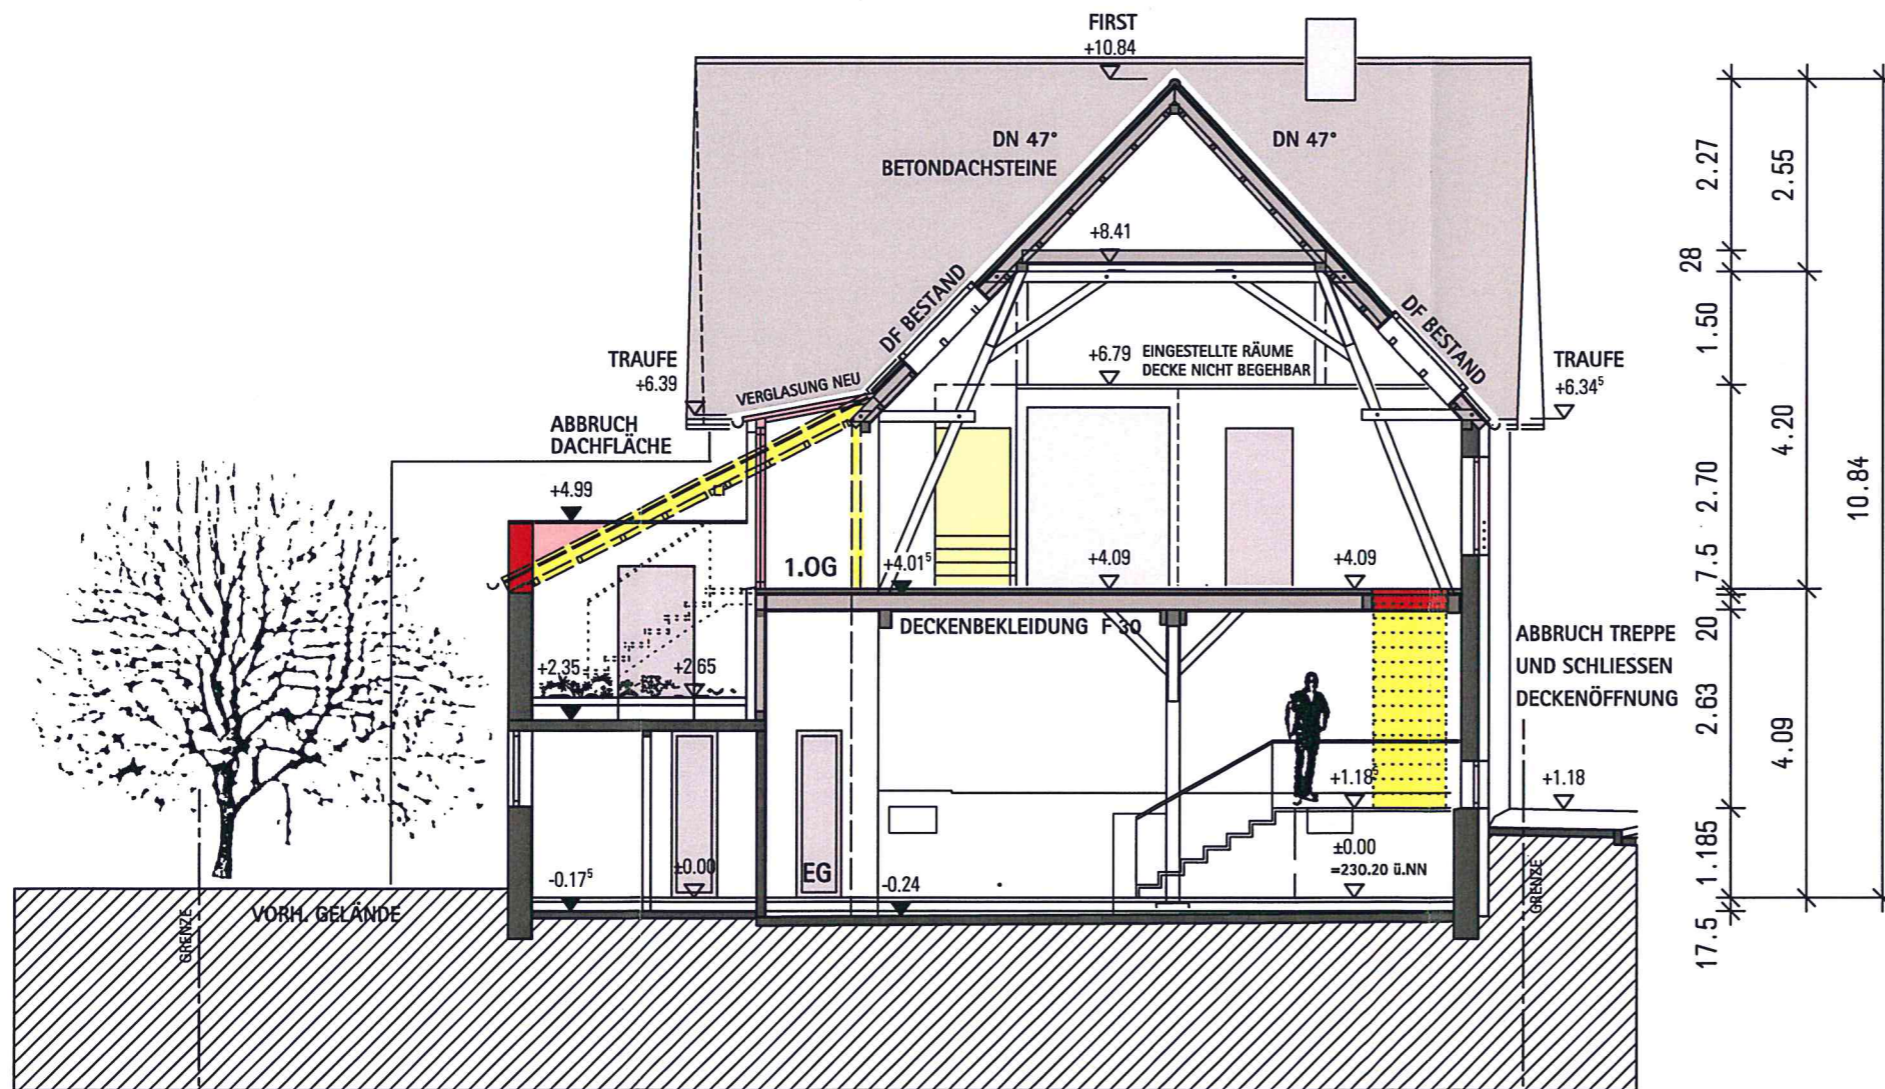 FIRST
+10.84
DN 47°
BETONDACHSTEINE
DN 47°
+8.41
DF BESTAND
DF BESTAND
TRAUFE
+6.39
VERGLASUNG NEU
+6.79 EINGESTELLTE RÄUME
DECKE NICHT BEGEHBAR
TRAUFE
+6.34⁵
ABBRUCH
DACHFLÄCHE
+4.99
1.OG
+4.01⁵
+4.09
+4.09
DECKENBEKLEIDUNG F 30
ABBRUCH TREPPE
UND SCHLIESSEN
DECKENÖFFNUNG
+2.35
+2.65
+1.18⁵
+1.18
-0.17⁵
±0.00
EG
-0.24
±0.00
=230.20 ü.NN
VORH. GELÄNDE
GRENZE
GRENZE
2.27
28
1.50
2.70
7.5
20
2.63
1.185
17.5
2.55
4.20
4.09
10.84